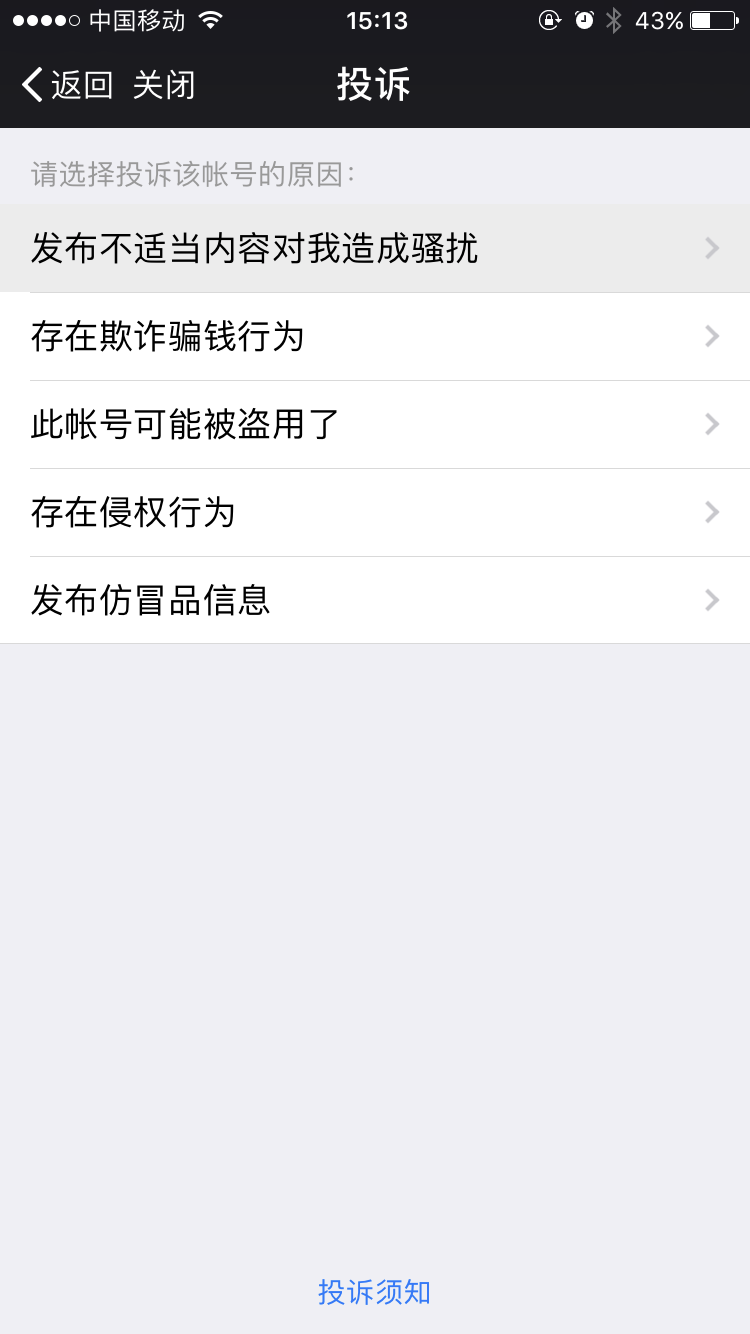 中国移动 15:13 43%
返回 关闭 投诉
请选择投诉该帐号的原因：
发布不适当内容对我造成骚扰
存在欺诈骗钱行为
此帐号可能被盗用了
存在侵权行为
发布仿冒品信息
投诉须知